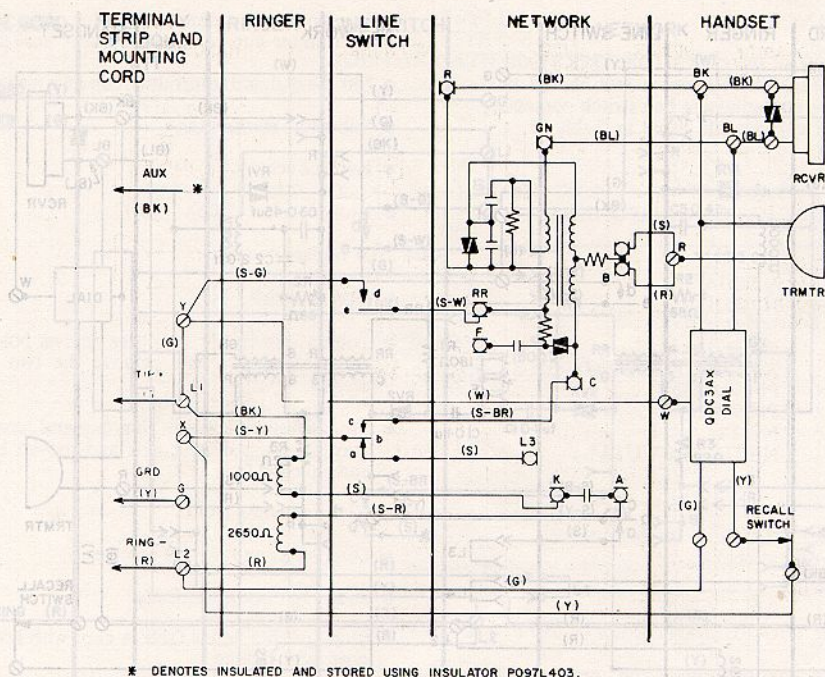 TERMINAL STRIP AND MOUNTING CORD
RINGER
LINE SWITCH
NETWORK
HANDSET
R
(BK)
BK
(BK)
GN
(BL)
BL
(BL)
RCVR
AUX
*
(BK)
(S)
R
TRMTR
B
(R)
(S-G)
d
e
(S-W)
RR
Y
(G)
F
C
TIP+
L1
(W)
W
QDC3AX DIAL
(BK)
(S-BR)
X
(S-Y)
c
b
a
(S)
L3
1000Ω
(S)
K
A
GRD
(Y)
G
(S-R)
(G)
(Y)
RECALL SWITCH
2650Ω
RING-
(R)
L2
(R)
(G)
(Y)
* DENOTES INSULATED AND STORED USING INSULATOR P097L403.